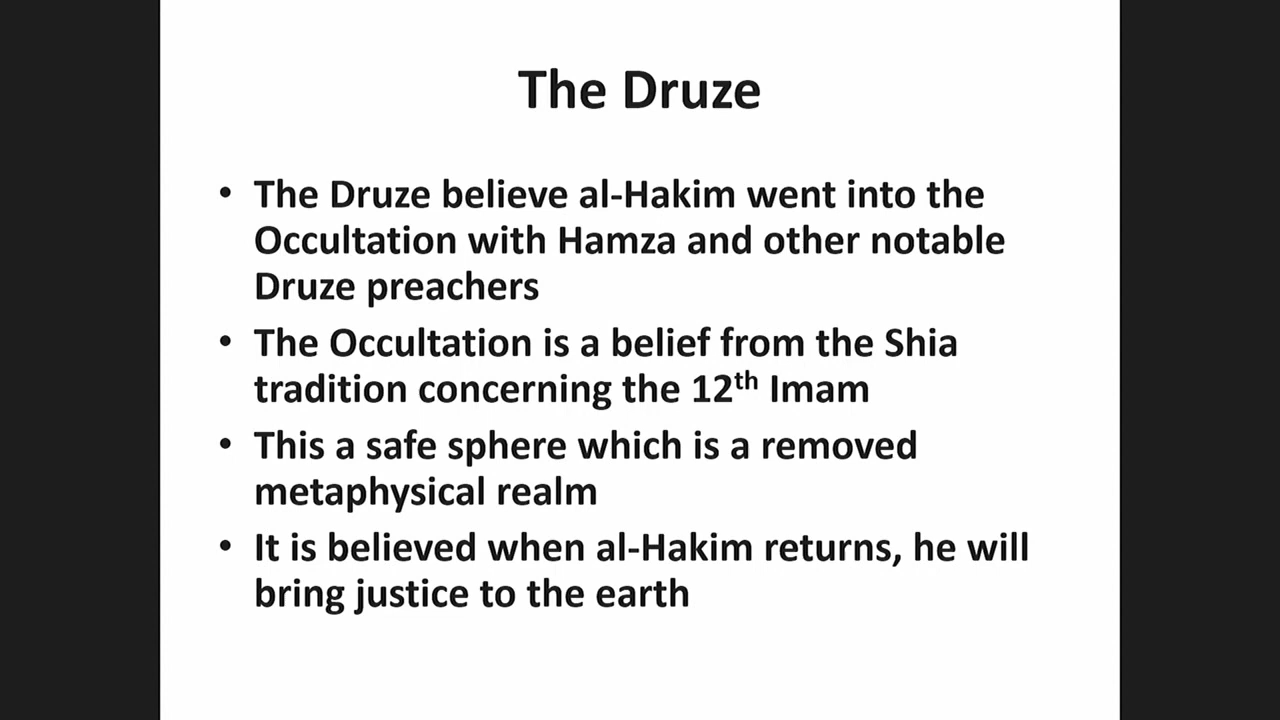 The Druze
• The Druze believe al-Hakim went into the
Occultation with Hamza and other notable
Druze preachers
• The Occultation is a belief from the Shia
tradition concerning the 12th Imam
• This a safe sphere which is a removed
metaphysical realm
• It is believed when al-Hakim returns, he will
bring justice to the earth